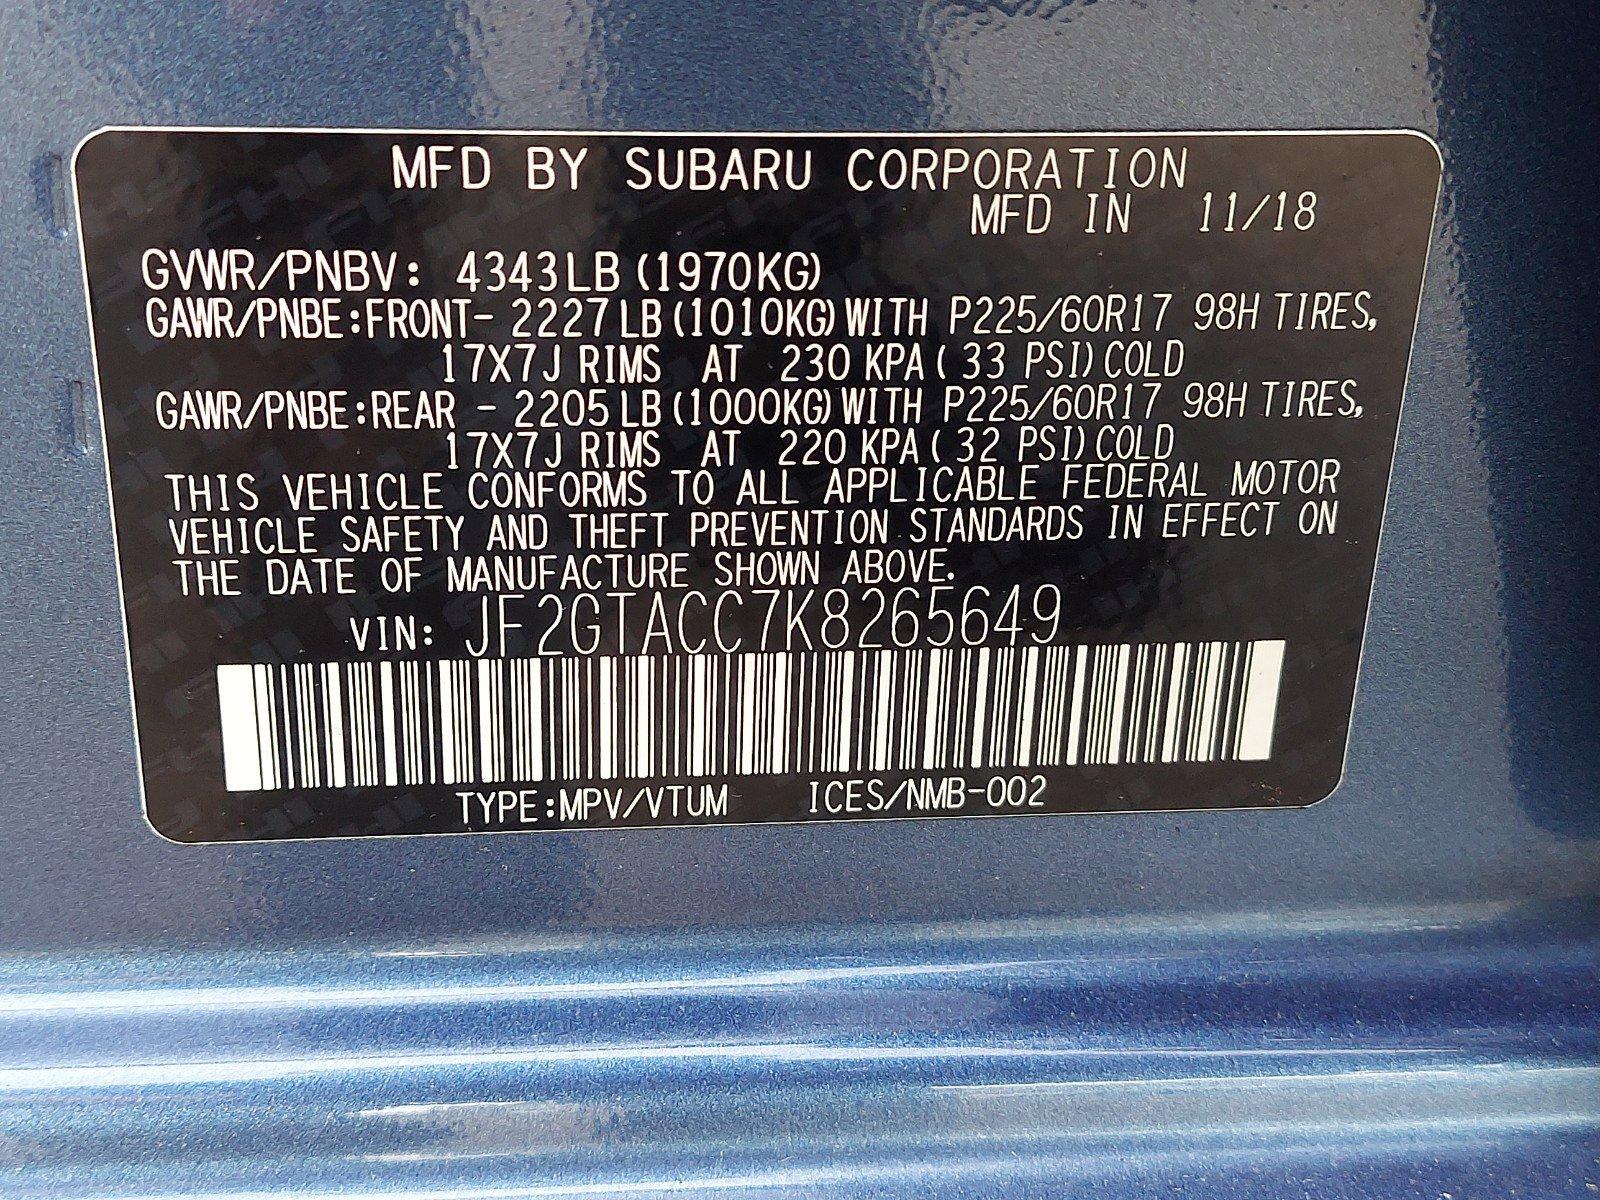 MFD BY SUBARU CORPORATION
MFD IN 11/18
GVWR/PNBV: 4343LB (1970KG)
GAWR/PNBE:FRONT- 2227LB(1010KG)WITH P225/60R17 98H TIRES,
17X7J RIMS AT 230 KPA( 33 PSI)COLD
GAWR/PNBE:REAR - 2205LB(1000KG)WITH P225/60R17 98H TIRES,
17X7J RIMS AT 220 KPA( 32 PSI)COLD
THIS VEHICLE CONFORMS TO ALL APPLICABLE FEDERAL MOTOR
VEHICLE SAFETY AND THEFT PREVENTION STANDARDS IN EFFECT ON
THE DATE OF MANUFACTURE SHOWN ABOVE.
VIN: JF2GTACC7K8265649
TYPE:MPV/VTUM ICES/NMB-002